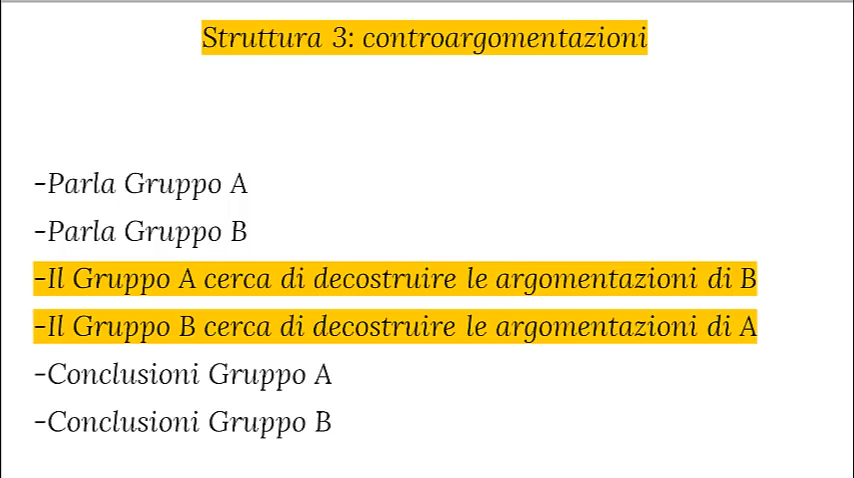 Struttura 3: controargomentazioni
-Parla Gruppo A
-Parla Gruppo B
-Il Gruppo A cerca di decostruire le argomentazioni di B
-Il Gruppo B cerca di decostruire le argomentazioni di A
-Conclusioni Gruppo A
-Conclusioni Gruppo B